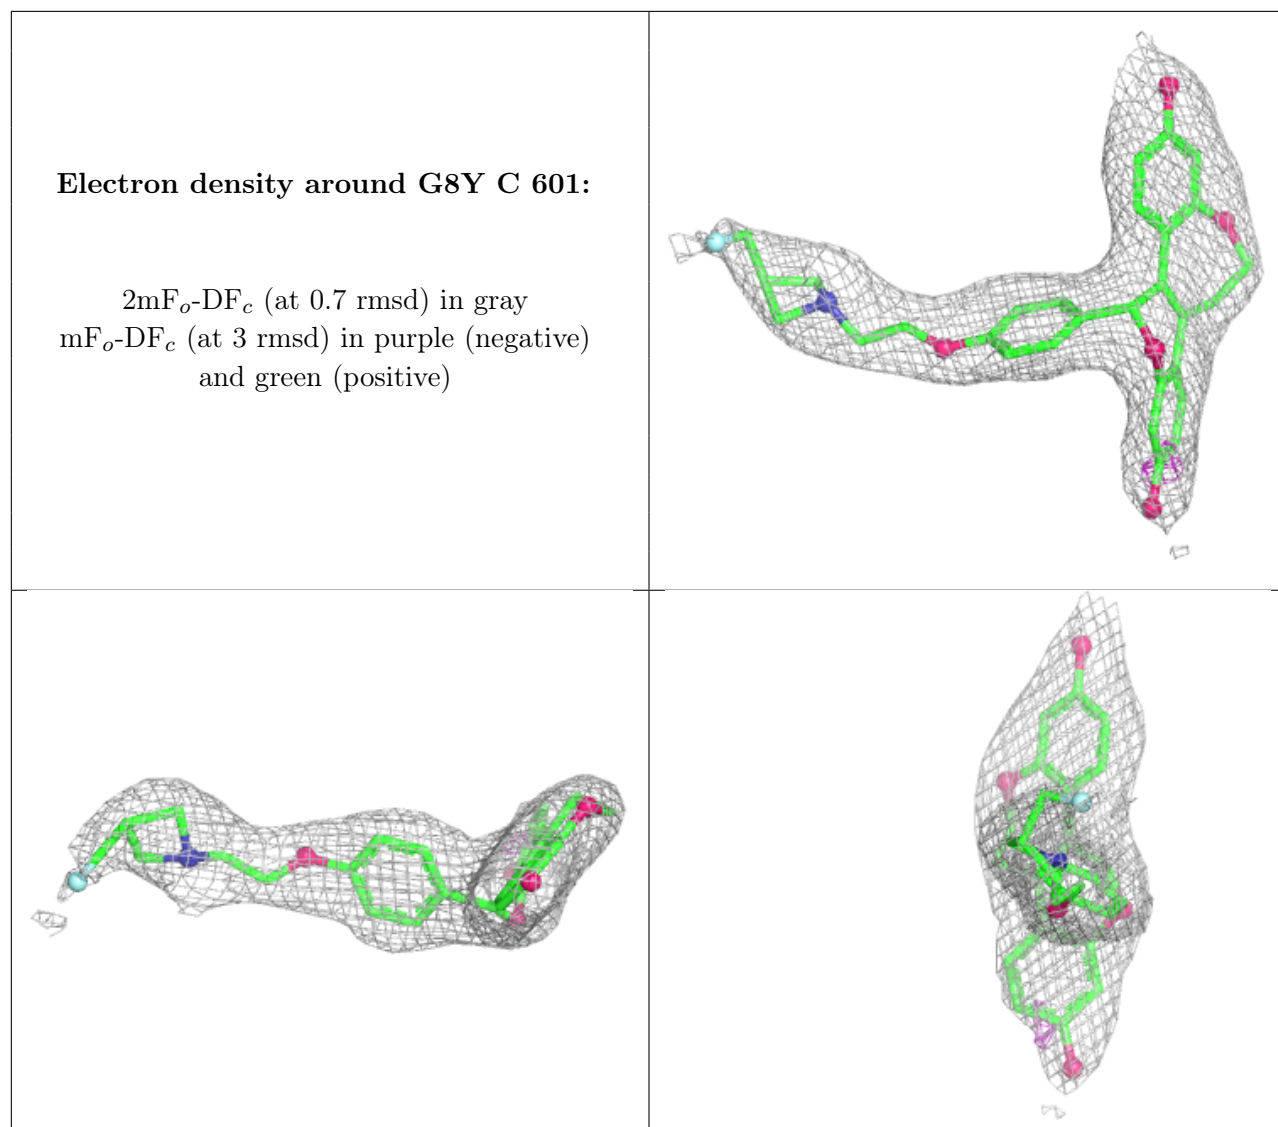 Electron density around G8Y C 601:
2mFo-DFc (at 0.7 rmsd) in gray
mFo-DFc (at 3 rmsd) in purple (negative)
and green (positive)